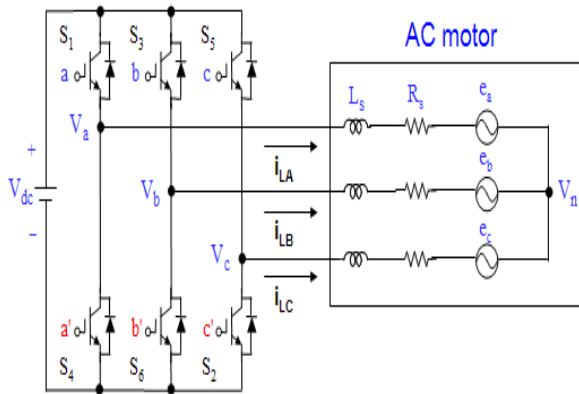 S1 S3 S5
AC motor
a b c
Ls Rs ea
Va
+
iLA
eb
Vdc
Vb
Vn
−
iLB
ec
Vc
iLC
a' b' c'
S4 S6 S2